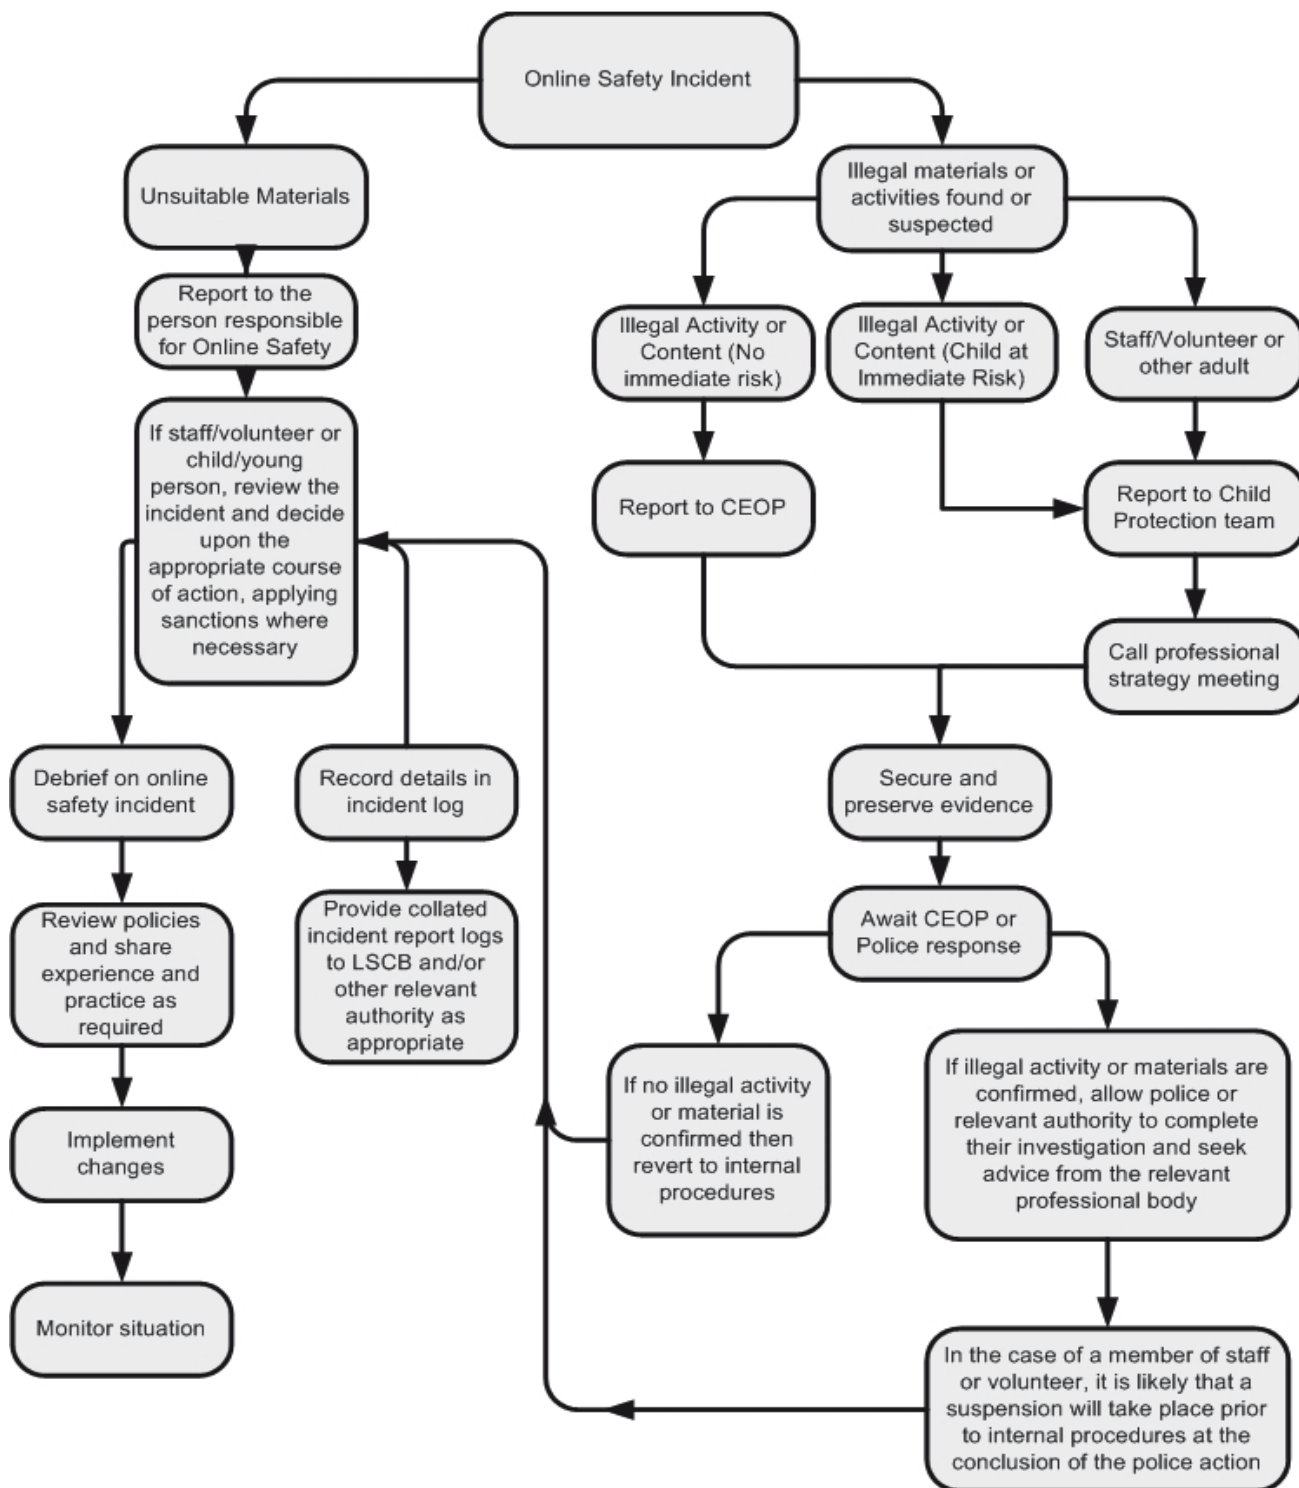 Online Safety Incident
Unsuitable Materials
Illegal materials or
activities found or
suspected
Report to the
person responsible
for Online Safety
Illegal Activity or
Content (No
immediate risk)
Illegal Activity or
Content (Child at
Immediate Risk)
Staff/Volunteer or
other adult
If staff/volunteer or
child/young
person, review the
incident and decide
upon the
appropriate course
of action, applying
sanctions where
necessary
Report to CEOP
Report to Child
Protection team
Call professional
strategy meeting
Debrief on online
safety incident
Record details in
incident log
Secure and
preserve evidence
Review policies
and share
experience and
practice as
required
Provide collated
incident report logs
to LSCB and/or
other relevant
authority as
appropriate
Await CEOP or
Police response
If no illegal activity
or material is
confirmed then
revert to internal
procedures
If illegal activity or materials are
confirmed, allow police or
relevant authority to complete
their investigation and seek
advice from the relevant
professional body
Implement
changes
Monitor situation
In the case of a member of staff
or volunteer, it is likely that a
suspension will take place prior
to internal procedures at the
conclusion of the police action